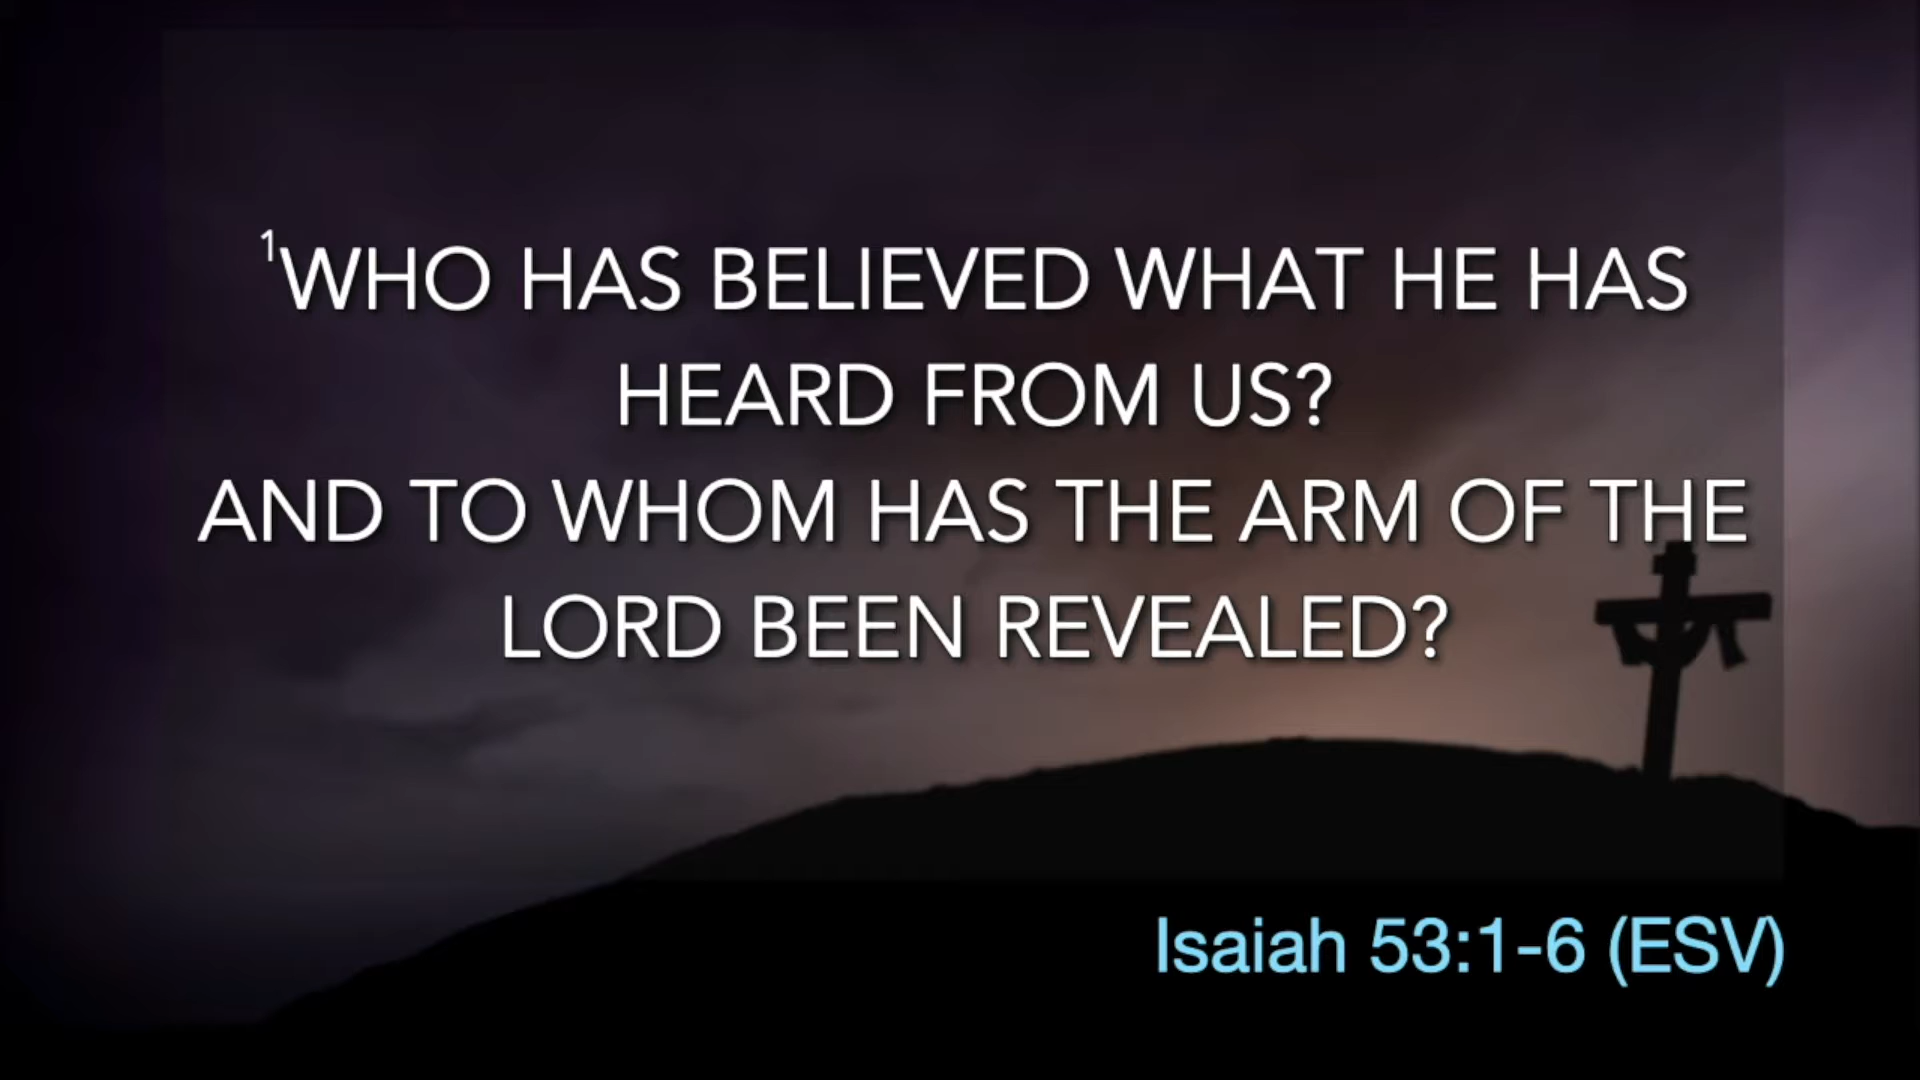 ¹WHO HAS BELIEVED WHAT HE HAS
HEARD FROM US?
AND TO WHOM HAS THE ARM OF THE
LORD BEEN REVEALED?
Isaiah 53:1-6 (ESV)